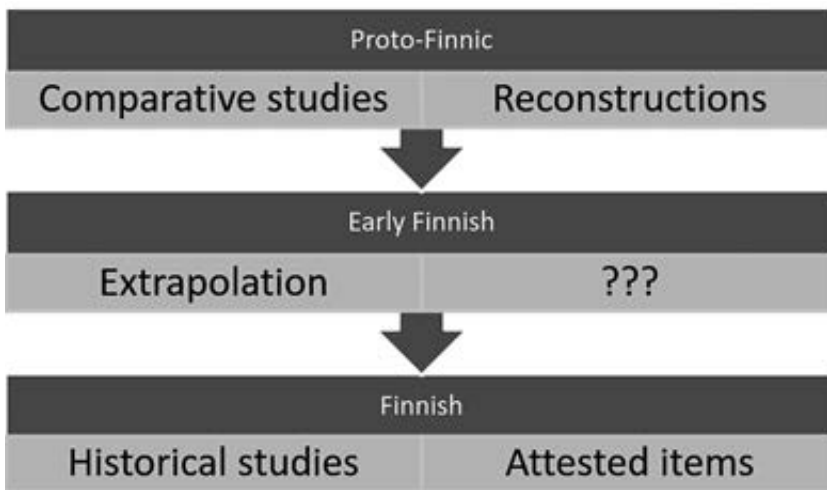 Proto-Finnic
Comparative studies Reconstructions
Early Finnish
Extrapolation ???
Finnish
Historical studies Attested items